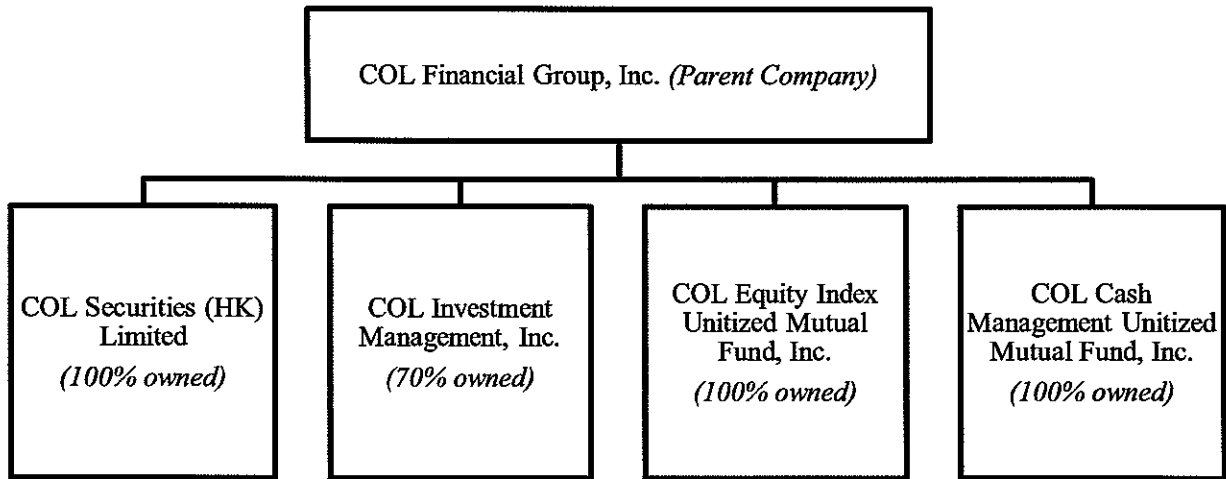 COL Financial Group, Inc. (Parent Company)
COL Securities (HK)
Limited
(100% owned)
COL Investment
Management, Inc.
(70% owned)
COL Equity Index
Unitized Mutual
Fund, Inc.
(100% owned)
COL Cash
Management Unitized
Mutual Fund, Inc.
(100% owned)